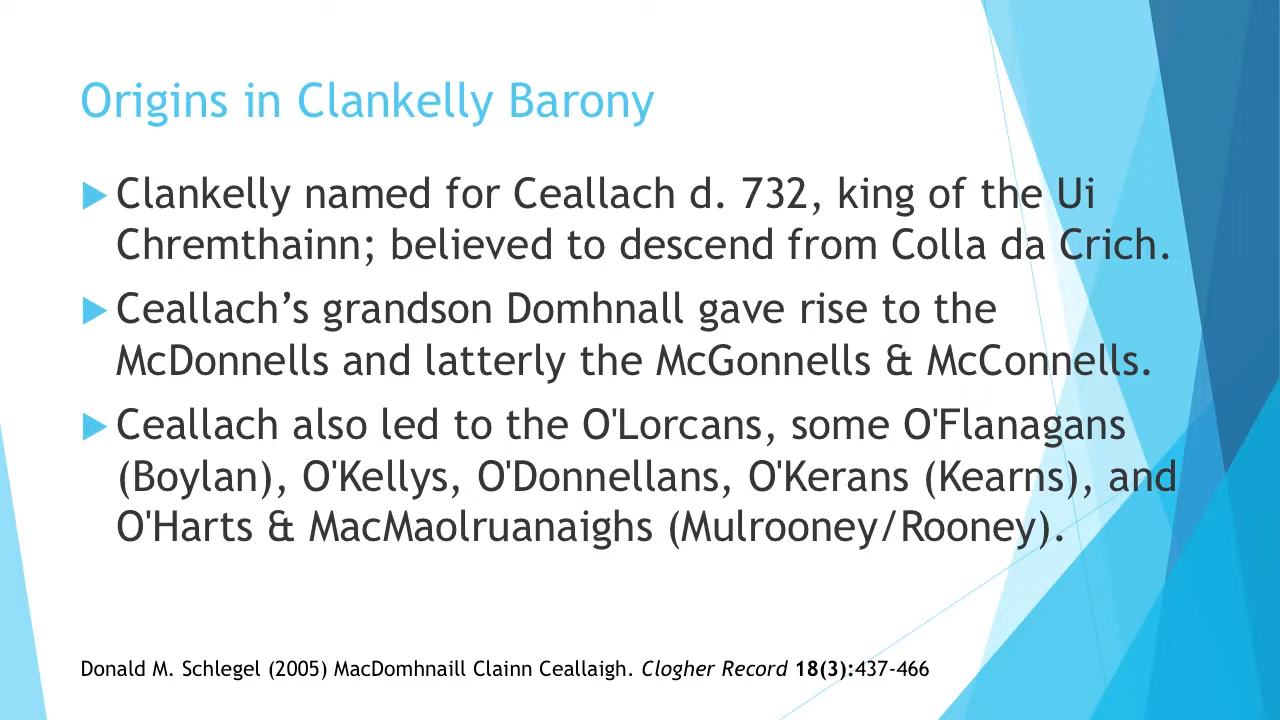 Origins in Clankelly Barony
Clankelly named for Ceallach d. 732, king of the Ui
Chremthainn; believed to descend from Colla da Crich.
Ceallach’s grandson Domhnall gave rise to the
McDonnells and latterly the McGonnells & McConnells.
Ceallach also led to the O'Lorcans, some O'Flanagans
(Boylan), O'Kellys, O'Donnellans, O'Kerans (Kearns), and
O'Harts & MacMaolruanaighs (Mulrooney/Rooney).
Donald M. Schlegel (2005) MacDomhnaill Clainn Ceallaigh. Clogher Record 18(3):437-466